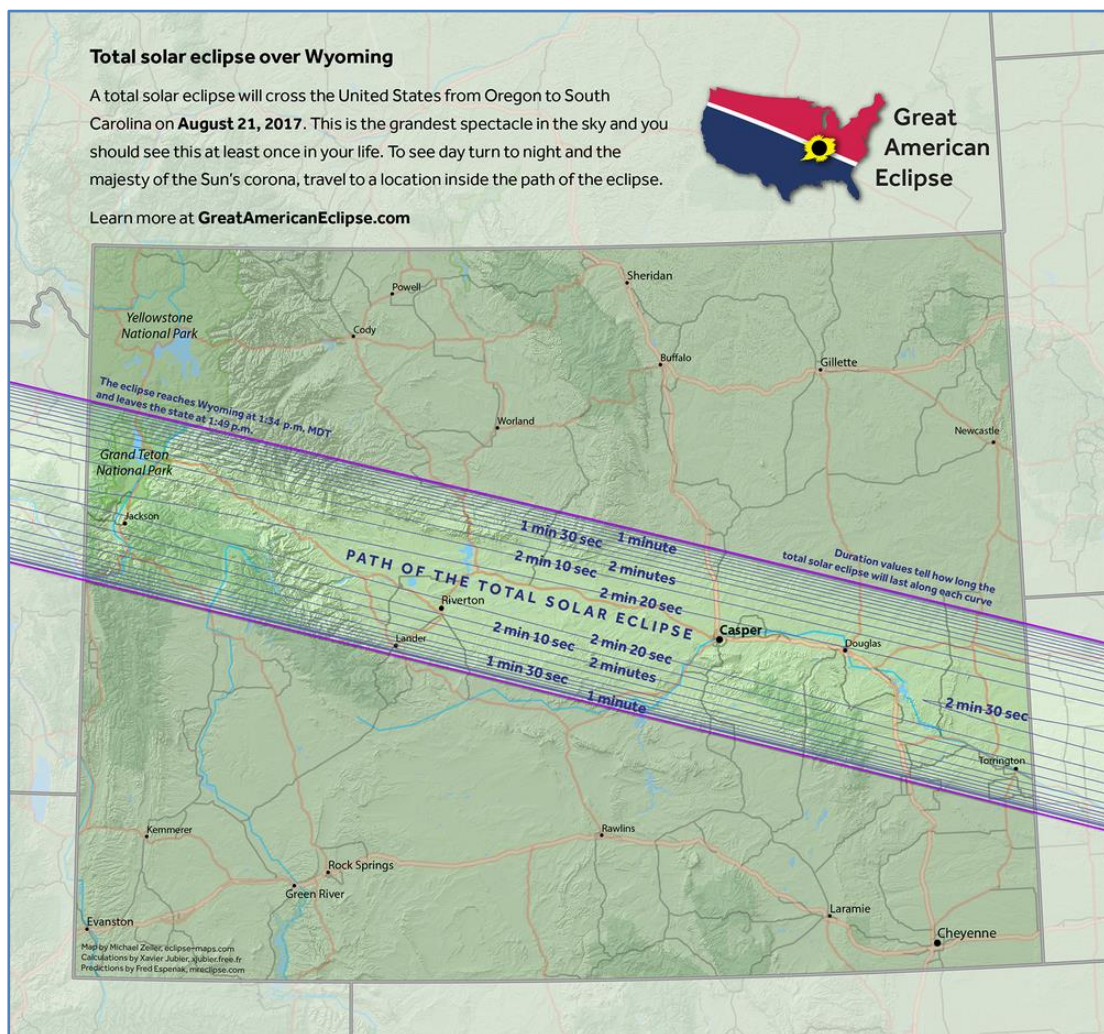 Total solar eclipse over Wyoming
A total solar eclipse will cross the United States from Oregon to South
Carolina on August 21, 2017. This is the grandest spectacle in the sky and you
should see this at least once in your life. To see day turn to night and the
majesty of the Sun's corona, travel to a location inside the path of the eclipse.
Learn more at GreatAmericanEclipse.com
Great
American
Eclipse
Sheridan
Powell
Yellowstone
National Park
Cody
Buffalo
Gillette
The eclipse reaches Wyoming at 1:34 p.m. MDT
and leaves the state at 1:49 p.m.
Worland
Newcastle
Grand Teton
National Park
Jackson
1 min 30 sec
1 minute
Duration values tell how long the
total solar eclipse will last along each curve
2 min 10 sec
2 minutes
2 min 20 sec
PATH OF THE TOTAL SOLAR ECLIPSE
Riverton
Casper
Lander
2 min 10 sec
2 min 20 sec
Douglas
1 min 30 sec
2 minutes
1 minute
2 min 30 sec
Torrington
Kemmerer
Rawlins
Rock Springs
Green River
Laramie
Evanston
Cheyenne
Map by Michael Zeiler, eclipse-maps.com
Calculations by Xavier Jubier, xjubier.free.fr
Predictions by Fred Espenak, mreclipse.com